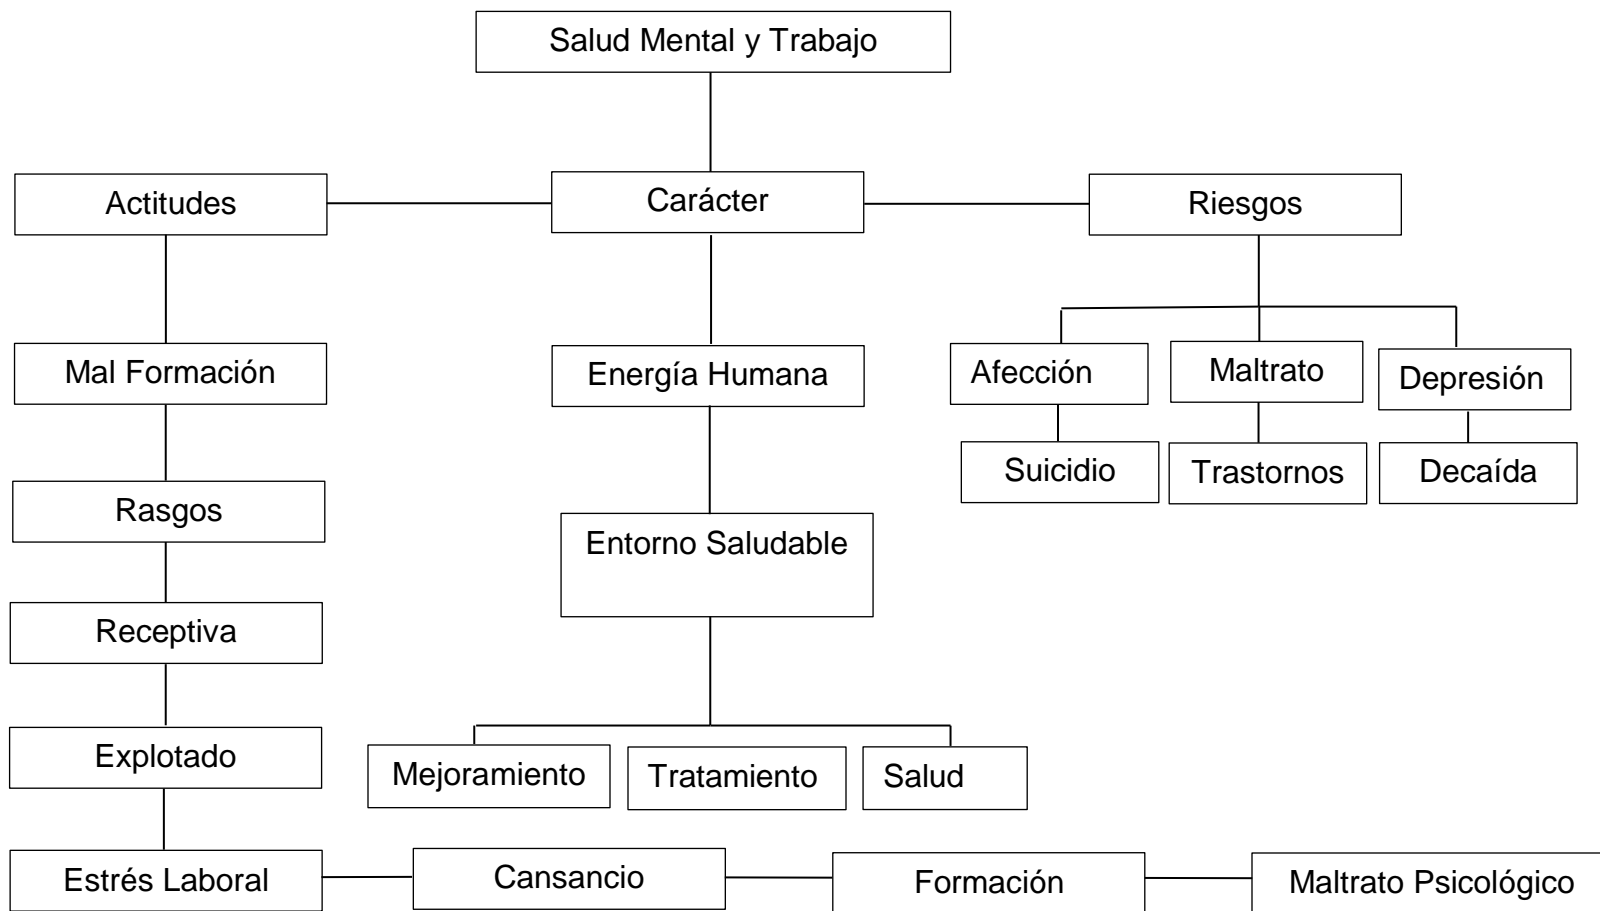 Salud Mental y Trabajo
Actitudes
Carácter
Riesgos
Mal Formación
Energía Humana
Afección
Maltrato
Depresión
Suicidio
Trastornos
Decaída
Rasgos
Entorno Saludable
Receptiva
Explotado
Mejoramiento
Tratamiento
Salud
Estrés Laboral
Cansancio
Formación
Maltrato Psicológico